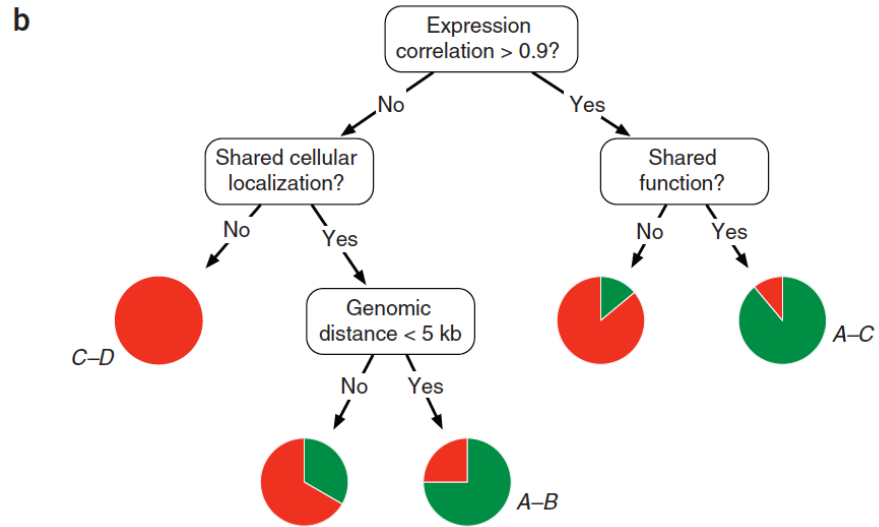 b
Expression
correlation > 0.9?
No
Yes
Shared cellular
localization?
Shared
function?
No
Yes
No
Yes
C–D
Genomic
distance < 5 kb
A–C
No
Yes
A–B